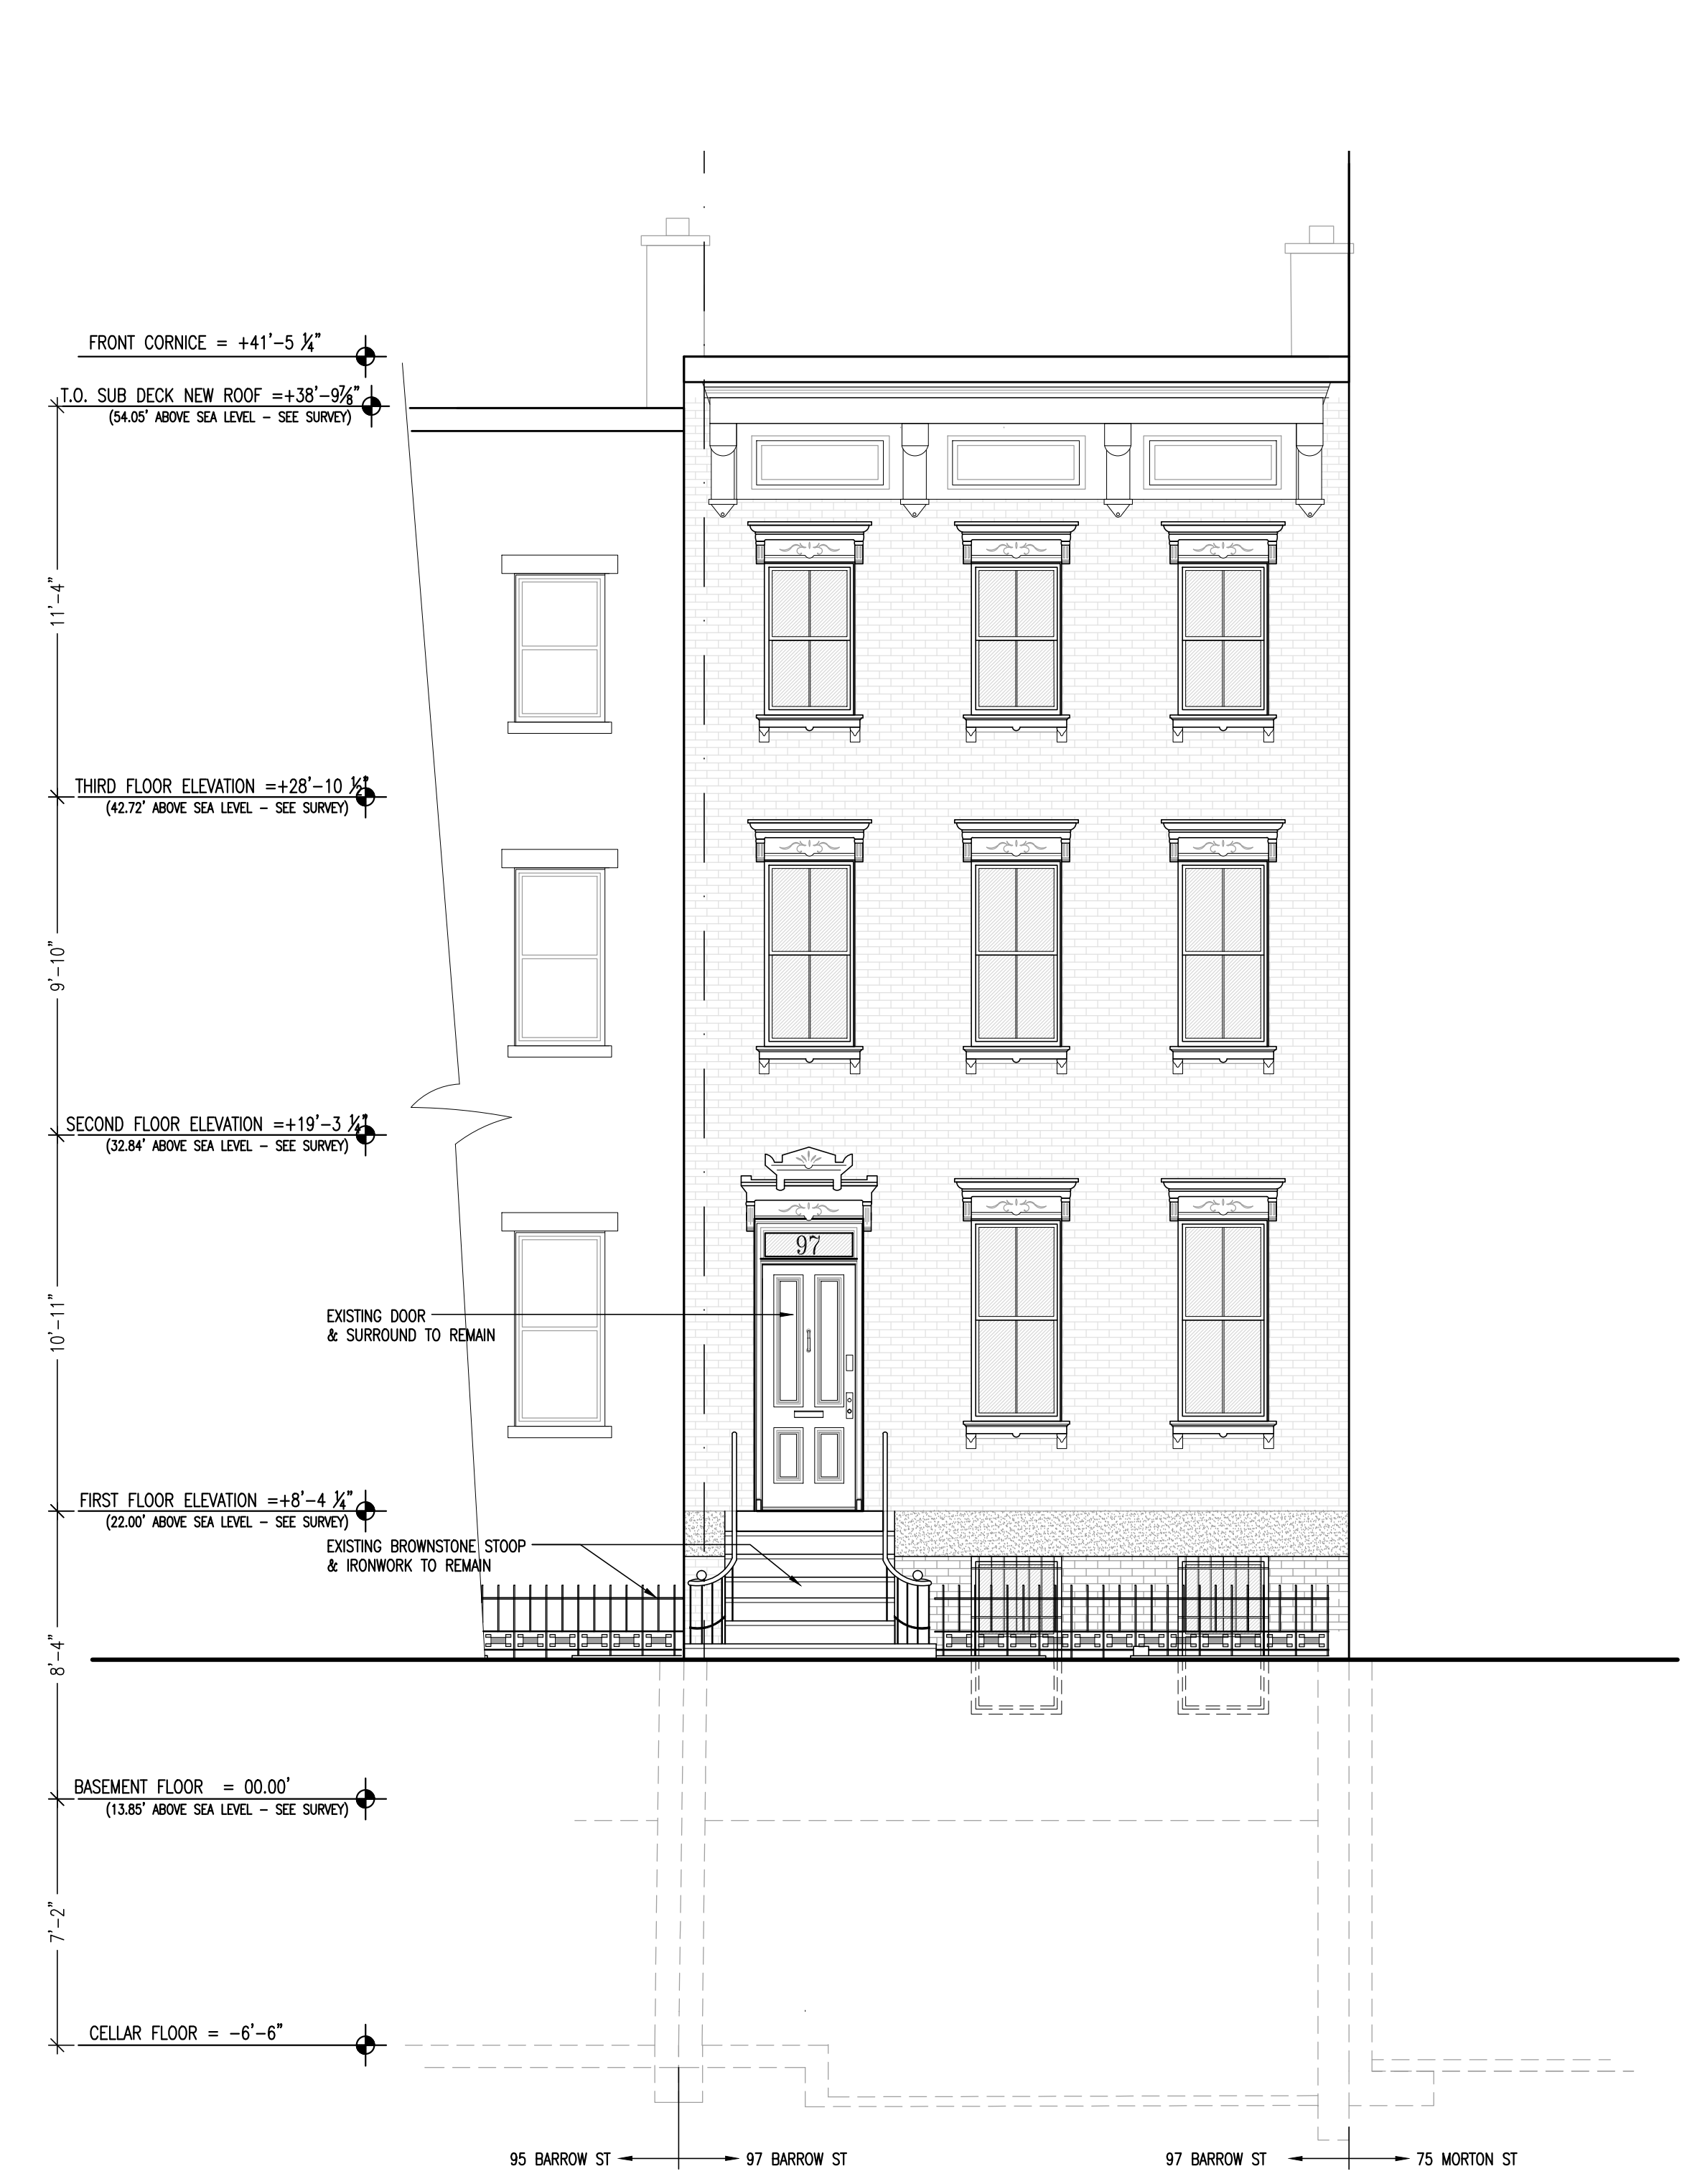 FRONT CORNICE = +41'-5 ¼"
T.O. SUB DECK NEW ROOF =+38'-9⅞"
(54.05' ABOVE SEA LEVEL - SEE SURVEY)
11'-4"
THIRD FLOOR ELEVATION =+28'-10 ½"
(42.72' ABOVE SEA LEVEL - SEE SURVEY)
9'-10"
SECOND FLOOR ELEVATION =+19'-3 ¼"
(32.84' ABOVE SEA LEVEL - SEE SURVEY)
97
10'-11"
EXISTING DOOR
& SURROUND TO REMAIN
FIRST FLOOR ELEVATION =+8'-4 ¼"
(22.00' ABOVE SEA LEVEL - SEE SURVEY)
EXISTING BROWNSTONE STOOP
& IRONWORK TO REMAIN
8'-4"
BASEMENT FLOOR = 00.00'
(13.85' ABOVE SEA LEVEL - SEE SURVEY)
7'-2"
CELLAR FLOOR = -6'-6"
95 BARROW ST 97 BARROW ST 97 BARROW ST 75 MORTON ST